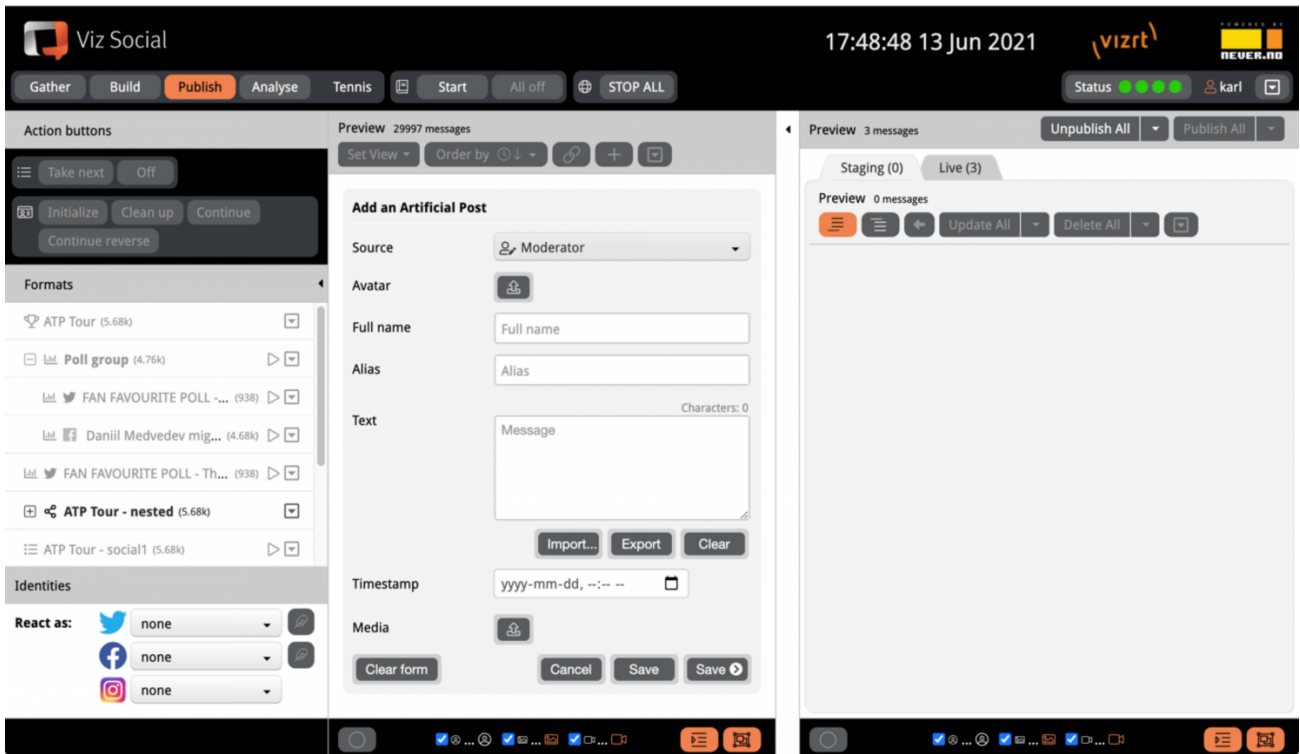 Viz Social
17:48:48 13 Jun 2021
vizrt
POWERED BY
never.no
Gather Build Publish Analyse Tennis Start All off STOP ALL
Status karl
Action buttons
Take next Off
Initialize Clean up Continue
Continue reverse
Formats
ATP Tour (5.68k)
Poll group (4.76k)
FAN FAVOURITE POLL -... (938)
Daniil Medvedev mig... (4.68k)
FAN FAVOURITE POLL - Th... (938)
ATP Tour - nested (5.68k)
ATP Tour - social1 (5.68k)
Identities
React as: none
none
none
Preview 29997 messages
Set View Order by
Add an Artificial Post
Source Moderator
Avatar
Full name Full name
Alias Alias
Characters: 0
Text Message
Import... Export Clear
Timestamp yyyy-mm-dd, --:-- --
Media
Clear form Cancel Save Save
... ... ...
Preview 3 messages Unpublish All Publish All
Staging (0) Live (3)
Preview 0 messages
Update All Delete All
... ... ...